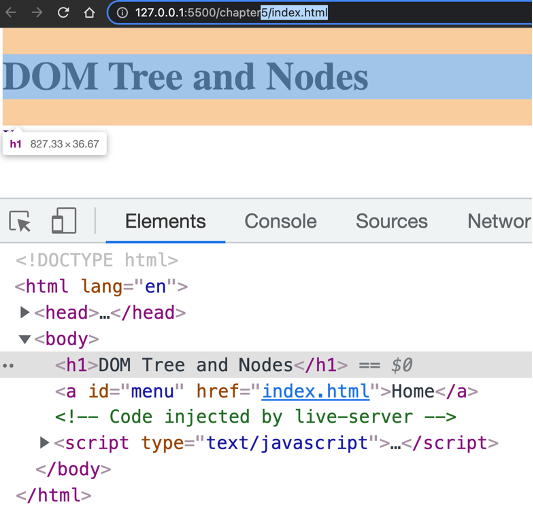 127.0.0.1:5500/chapter5/index.html
DOM Tree and Nodes
h1 827.33 × 36.67
Elements Console Sources Networ
<!DOCTYPE html>
<html lang="en">
▶<head>…</head>
▼<body>
<h1>DOM Tree and Nodes</h1> == $0
<a id="menu" href="index.html">Home</a>
<!-- Code injected by live-server -->
▶<script type="text/javascript">…</script>
</body>
</html>